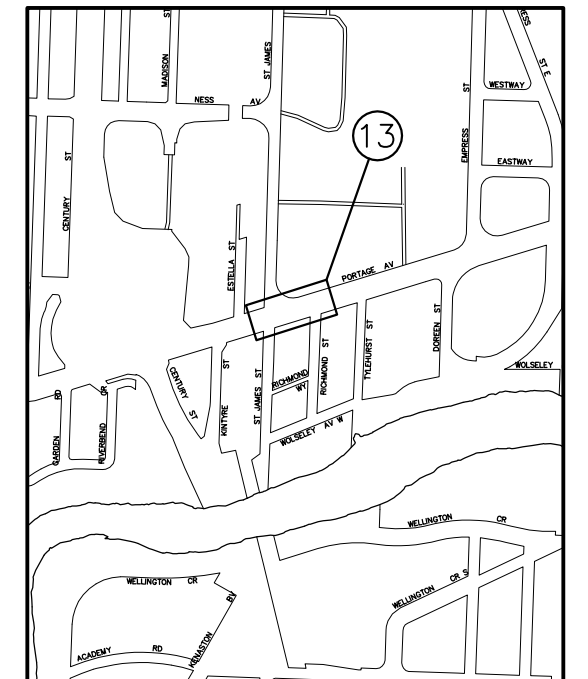 ESS
ST E
MADISON ST
ST JAMES
NESS AV
WESTWAY
EMPRESS ST
13
EASTWAY
CENTURY ST
ESTELLA ST
PORTAGE AV
TYLEHURST ST
DOREEN ST
WOLSELEY
CENTURY ST
KINTYRE ST
ST JAMES ST
RICHMOND WY
RICHMOND ST
GARDEN RD
RIVERBEND CR
WOLSELEY AV W
WELLINGTON CR
WELLINGTON CR
WELLINGTON CR S
KENASTON BV
ACADEMY RD